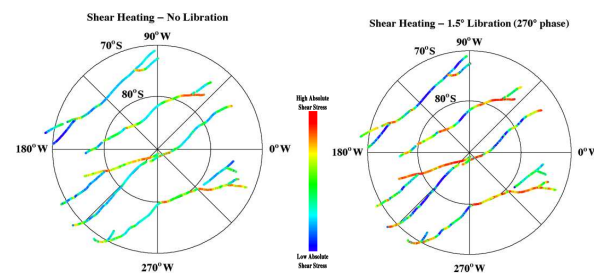 Shear Heating – No Libration
90°W
70°S
80°S
180°W
0°W
270°W
High Absolute
Shear Stress
Low Absolute
Shear Stress
Shear Heating – 1.5° Libration (270° phase)
90°W
70°S
80°S
180°W
0°W
270°W